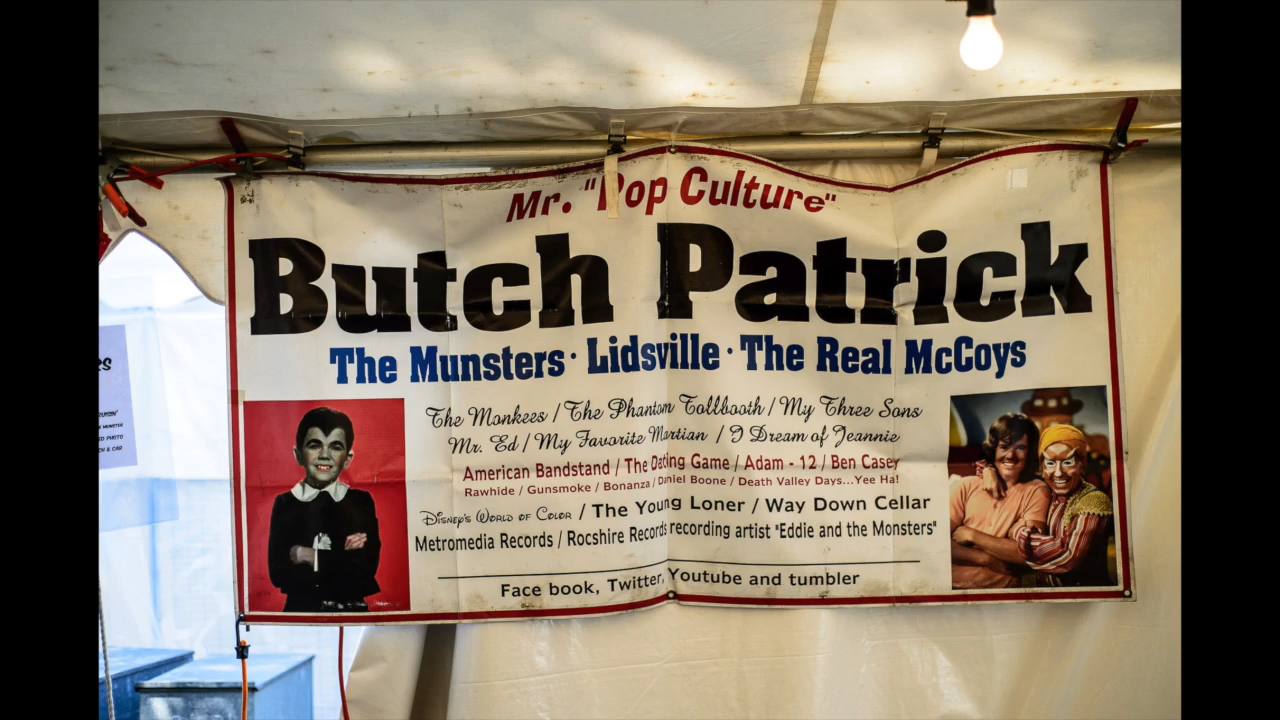 Mr. "Pop Culture"
Butch Patrick
The Munsters · Lidsville · The Real McCoys
The Monkees / The Phantom Tollbooth / My Three Sons
Mr. Ed / My Favorite Martian / I Dream of Jeannie
American Bandstand / The Dating Game / Adam - 12 / Ben Casey
Rawhide / Gunsmoke / Bonanza / Daniel Boone / Death Valley Days...Yee Ha!
Disney's World of Color / The Young Loner / Way Down Cellar
Metromedia Records / Rocshire Records recording artist "Eddie and the Monsters"
Face book, Twitter, Youtube and tumbler
MUNSTER
PHOTO
& CAR